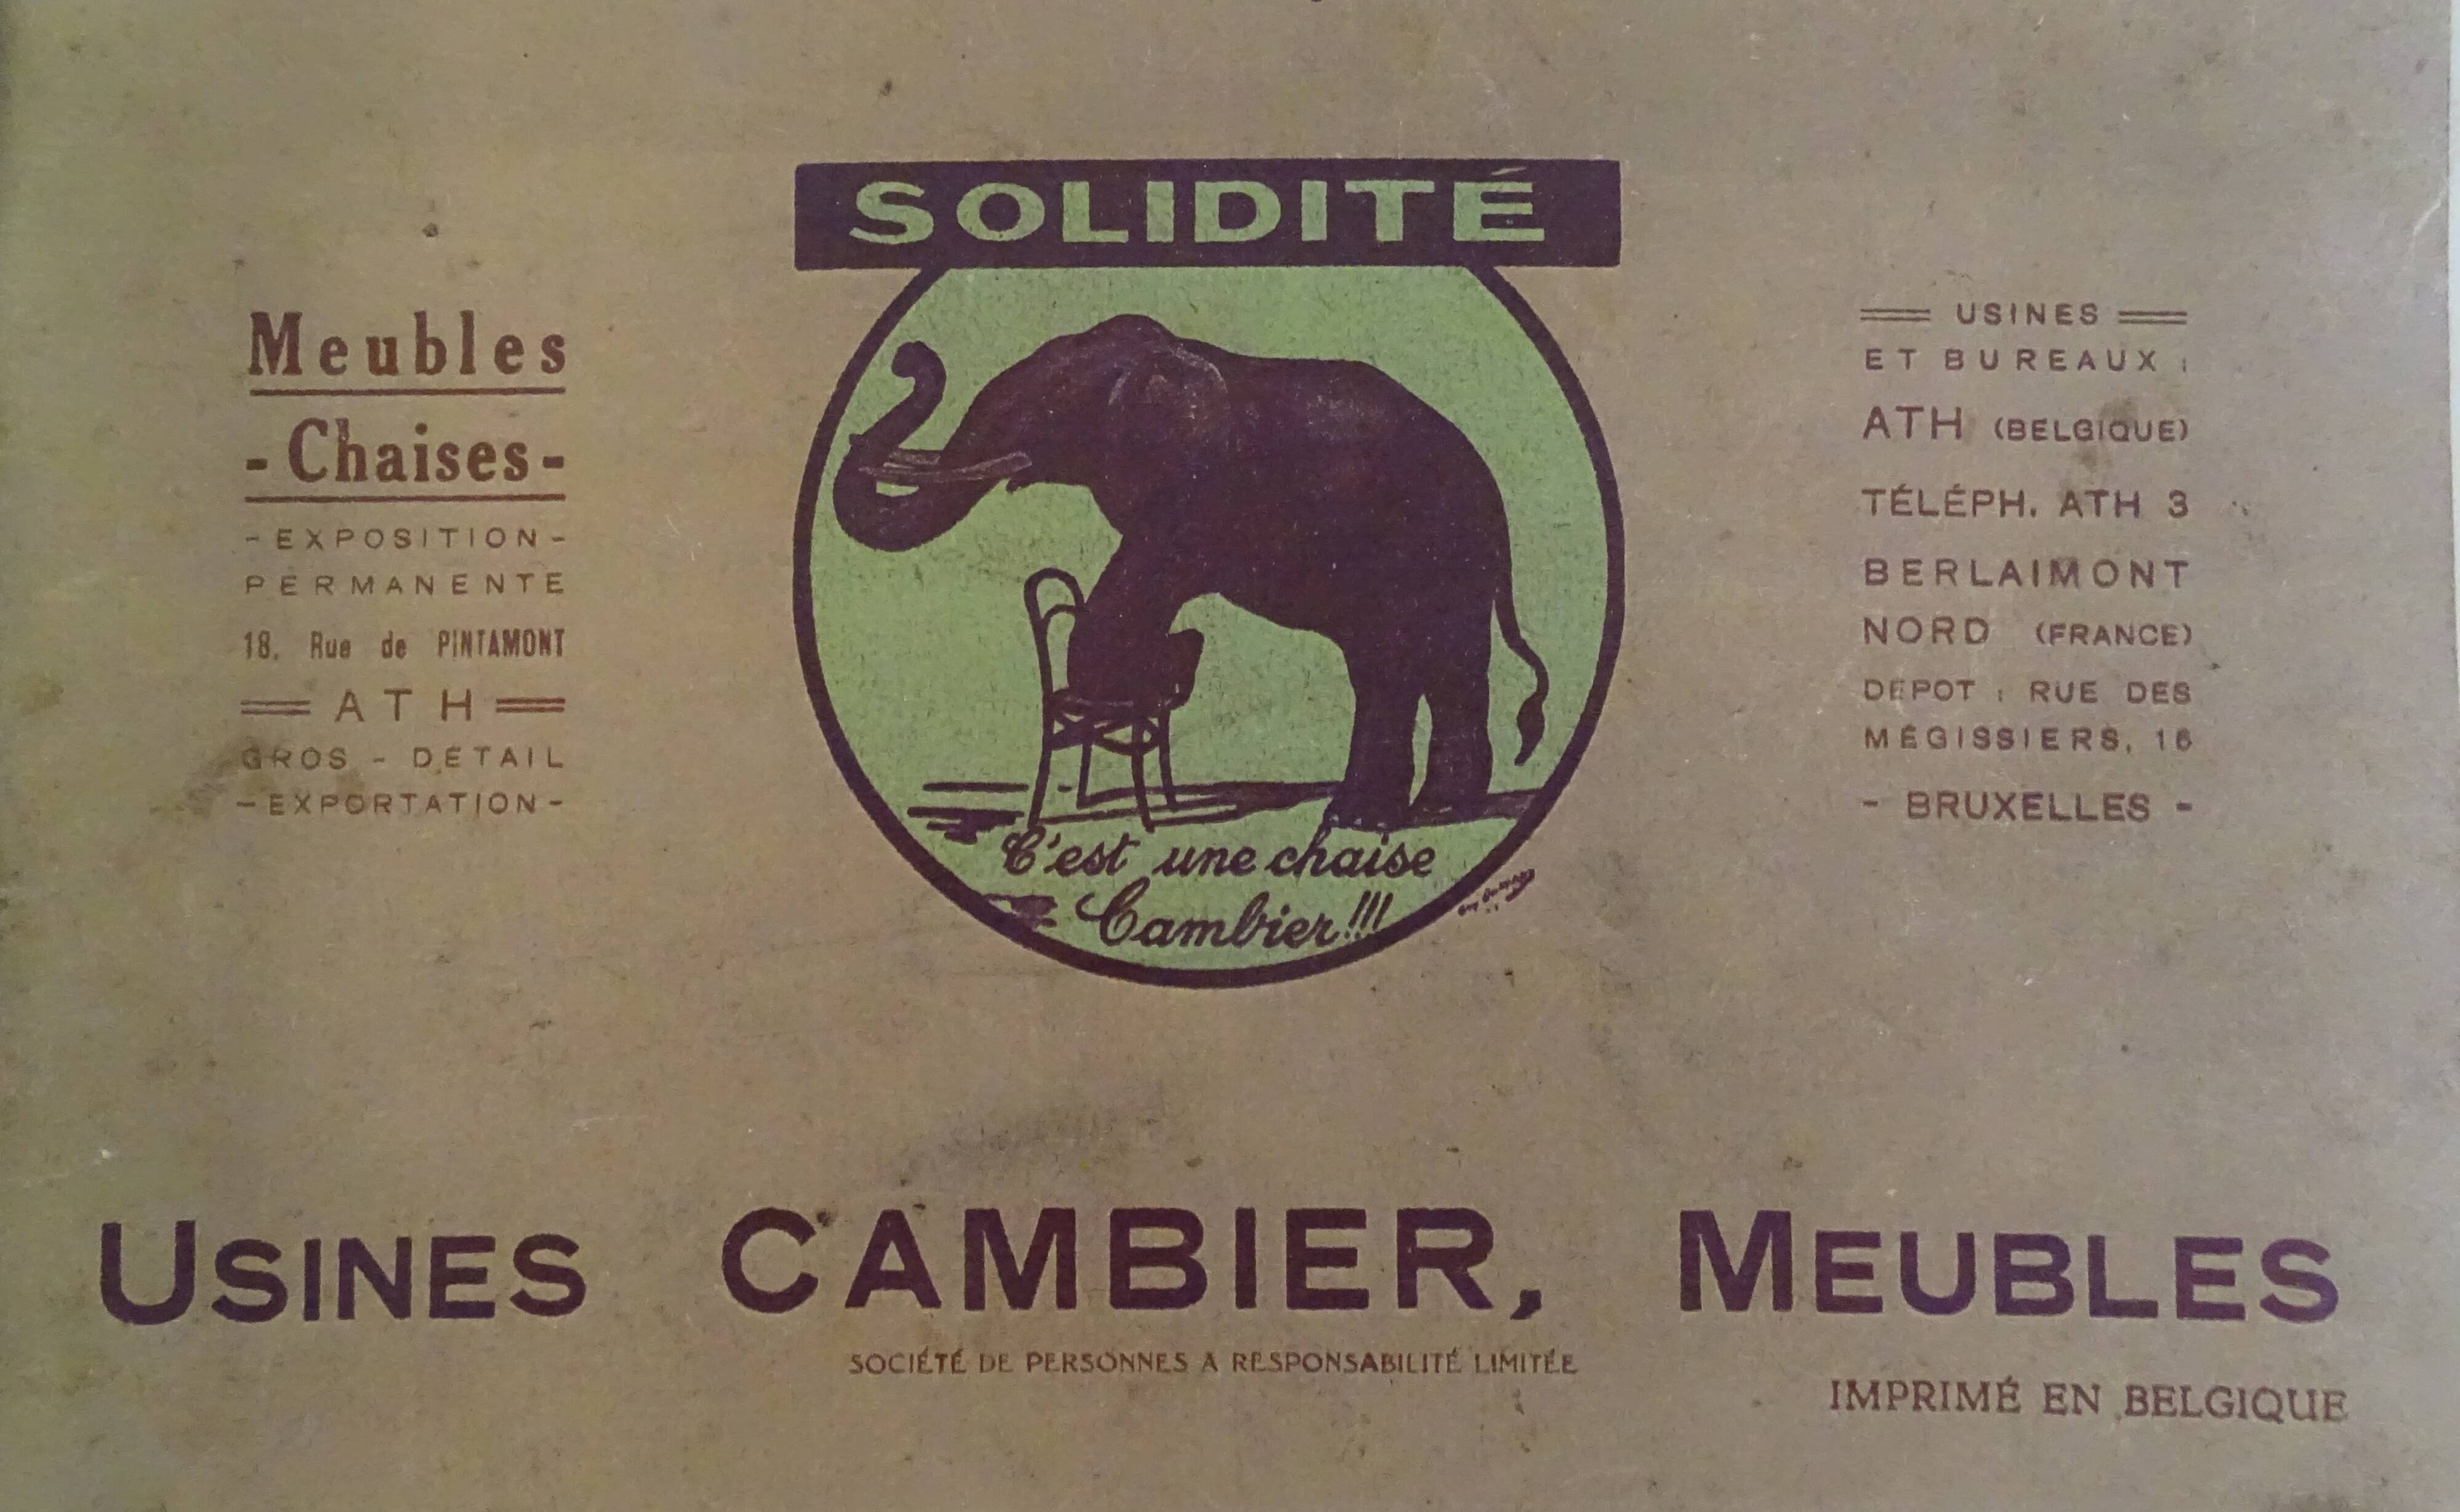 SOLIDITÉ
Meubles
- Chaises -
- EXPOSITION -
PERMANENTE
18, Rue de PINTAMONT
ATH
GROS - DÉTAIL
- EXPORTATION -
C'est une chaise
Cambier!!!
USINES
ET BUREAUX :
ATH (BELGIQUE)
TÉLÉPH. ATH 3
BERLAIMONT
NORD (FRANCE)
DÉPOT : RUE DES
MÉGISSIERS, 16
- BRUXELLES -
USINES CAMBIER, MEUBLES
SOCIÉTÉ DE PERSONNES A RESPONSABILITÉ LIMITÉE
IMPRIMÉ EN BELGIQUE